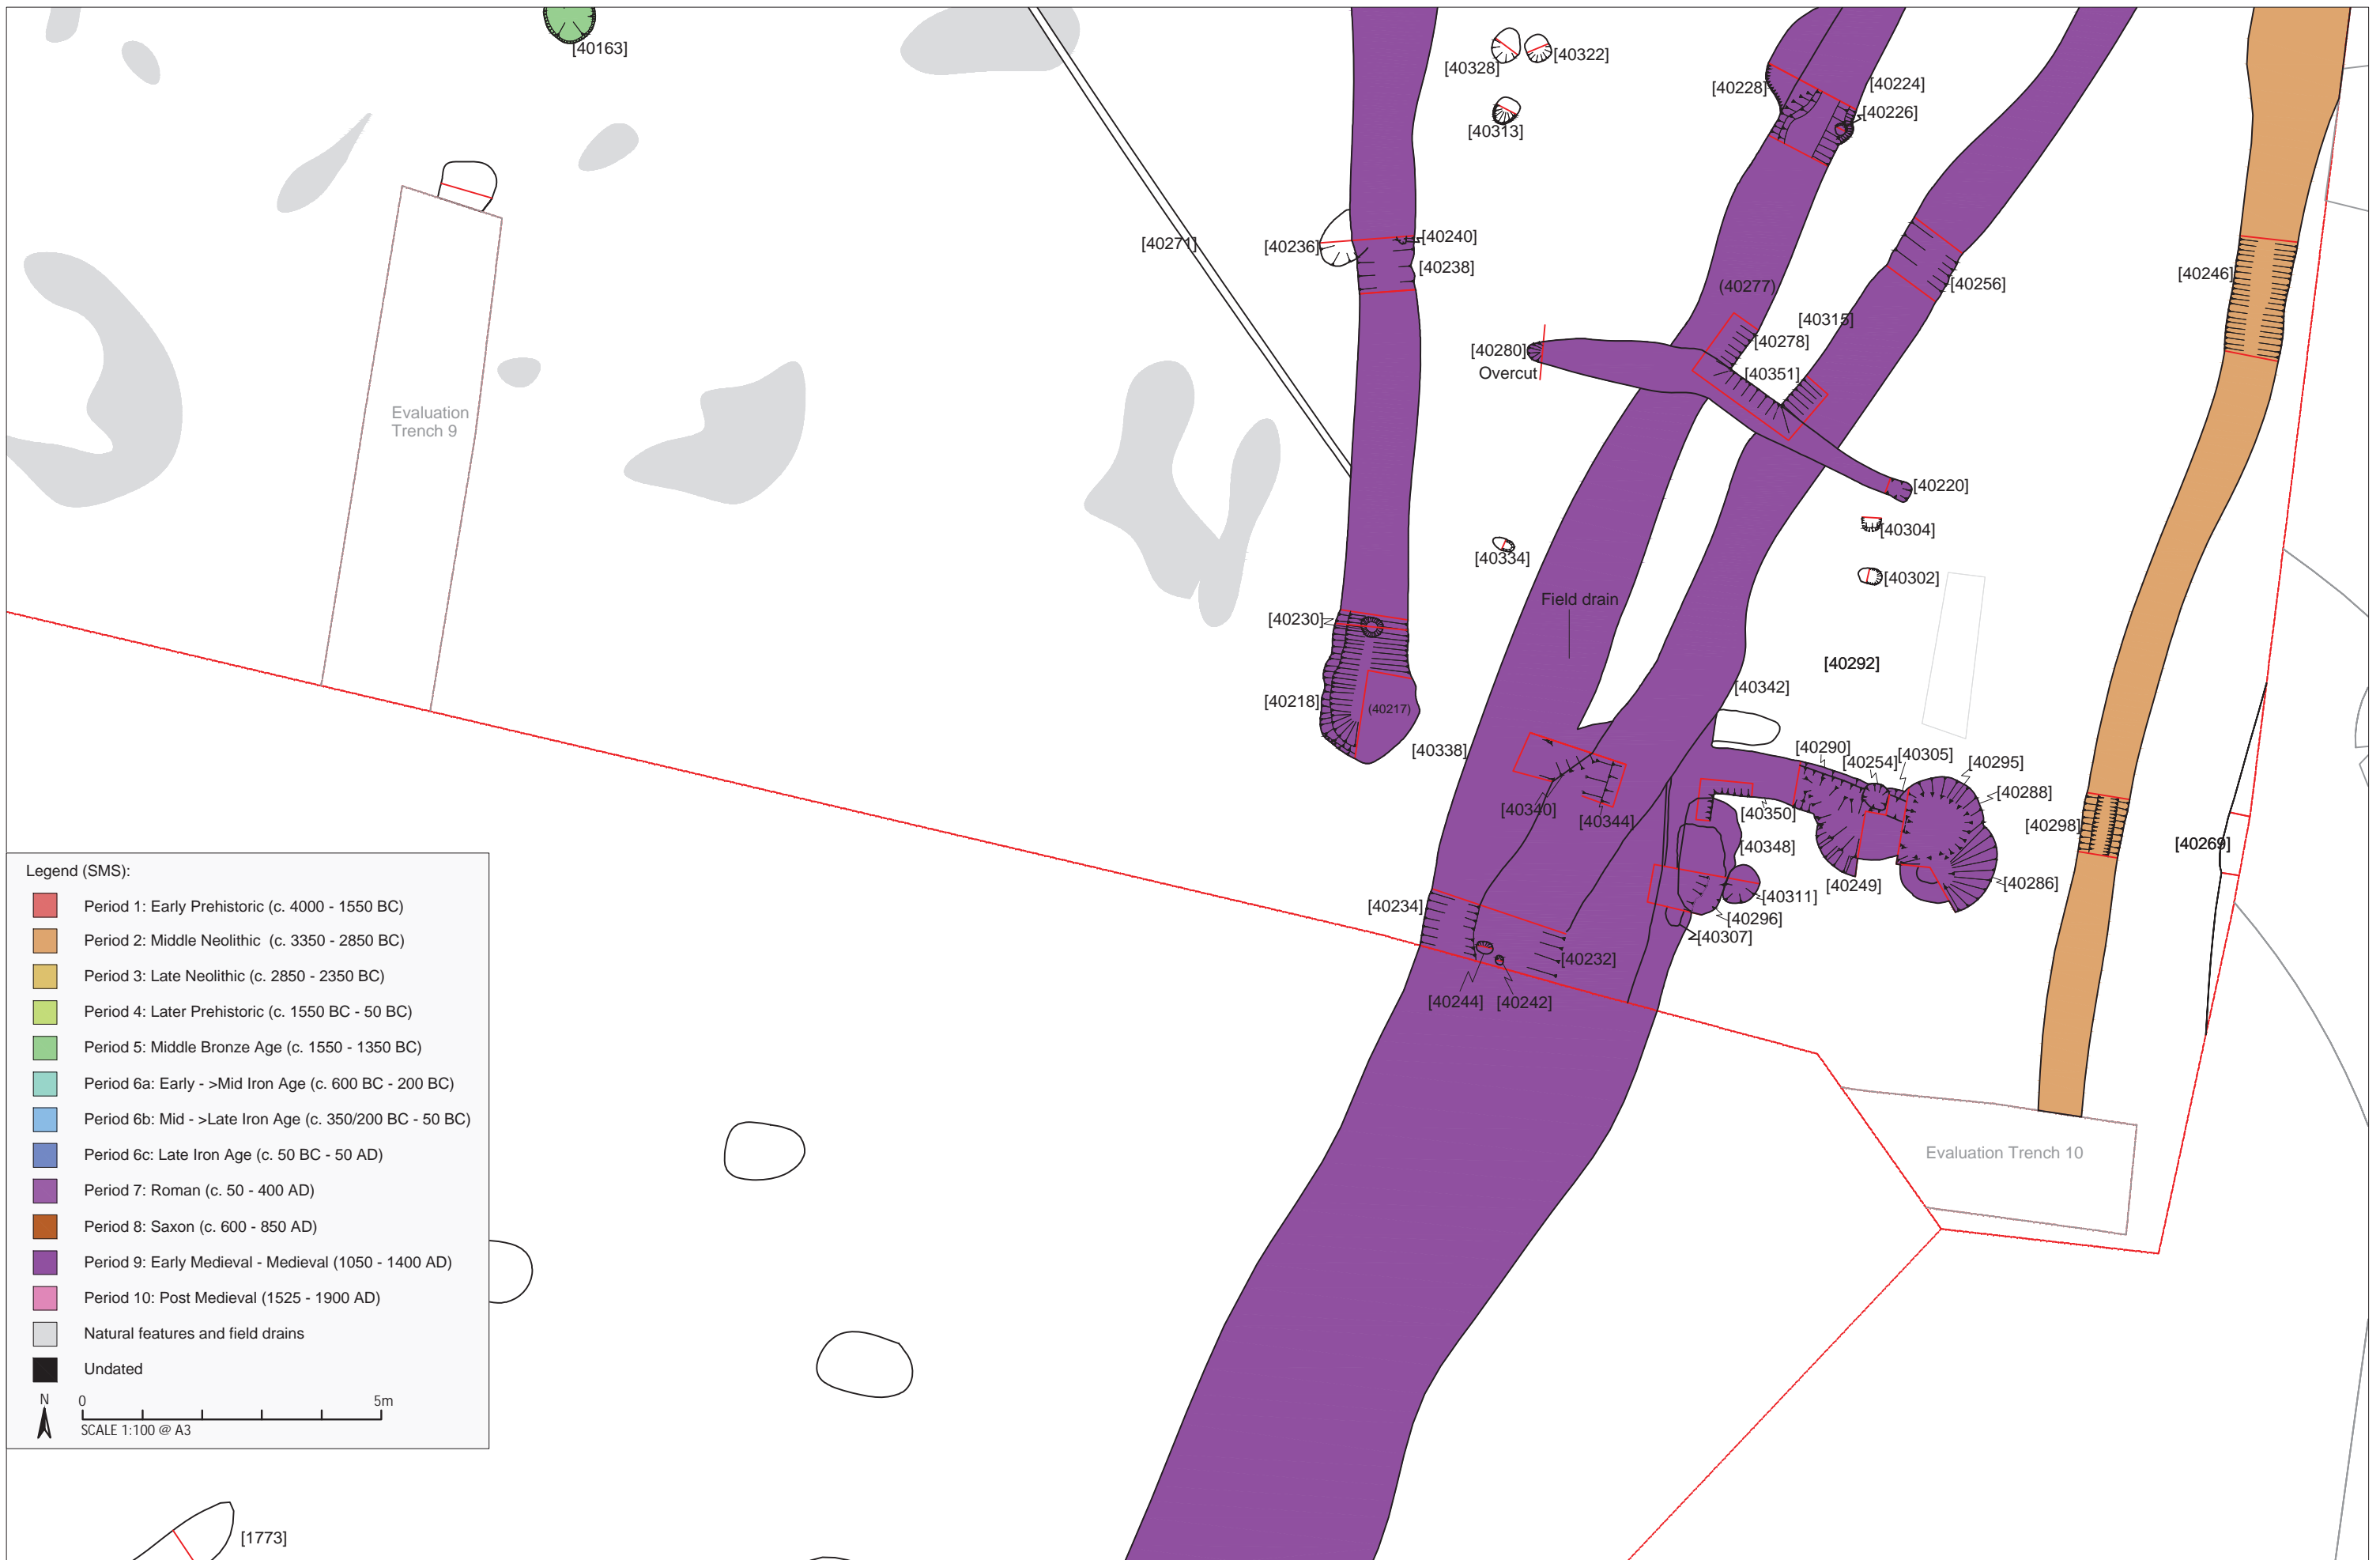 [40163]
[40328]
[40322]
[40313]
[40228]
[40224]
[40226]
[40271]
[40236]
[40240]
[40238]
[40246]
[40256]
(40277)
[40315]
[40278]
[40280]
Overcut
[40351]
Evaluation
Trench 9
[40220]
[40304]
[40334]
[40302]
Field drain
[40230]
[40292]
[40342]
[40218]
(40217)
[40338]
[40290]
[40254]
[40305]
[40295]
[40288]
[40340]
[40344]
[40350]
[40298]
[40269]
[40348]
[40249]
[40286]
[40311]
[40234]
[40296]
[40307]
[40232]
[40244]
[40242]
Evaluation Trench 10
Legend (SMS):
Period 1: Early Prehistoric (c. 4000 - 1550 BC)
Period 2: Middle Neolithic (c. 3350 - 2850 BC)
Period 3: Late Neolithic (c. 2850 - 2350 BC)
Period 4: Later Prehistoric (c. 1550 BC - 50 BC)
Period 5: Middle Bronze Age (c. 1550 - 1350 BC)
Period 6a: Early - >Mid Iron Age (c. 600 BC - 200 BC)
Period 6b: Mid - >Late Iron Age (c. 350/200 BC - 50 BC)
Period 6c: Late Iron Age (c. 50 BC - 50 AD)
Period 7: Roman (c. 50 - 400 AD)
Period 8: Saxon (c. 600 - 850 AD)
Period 9: Early Medieval - Medieval (1050 - 1400 AD)
Period 10: Post Medieval (1525 - 1900 AD)
Natural features and field drains
Undated
N 0 5m
SCALE 1:100 @ A3
[1773]